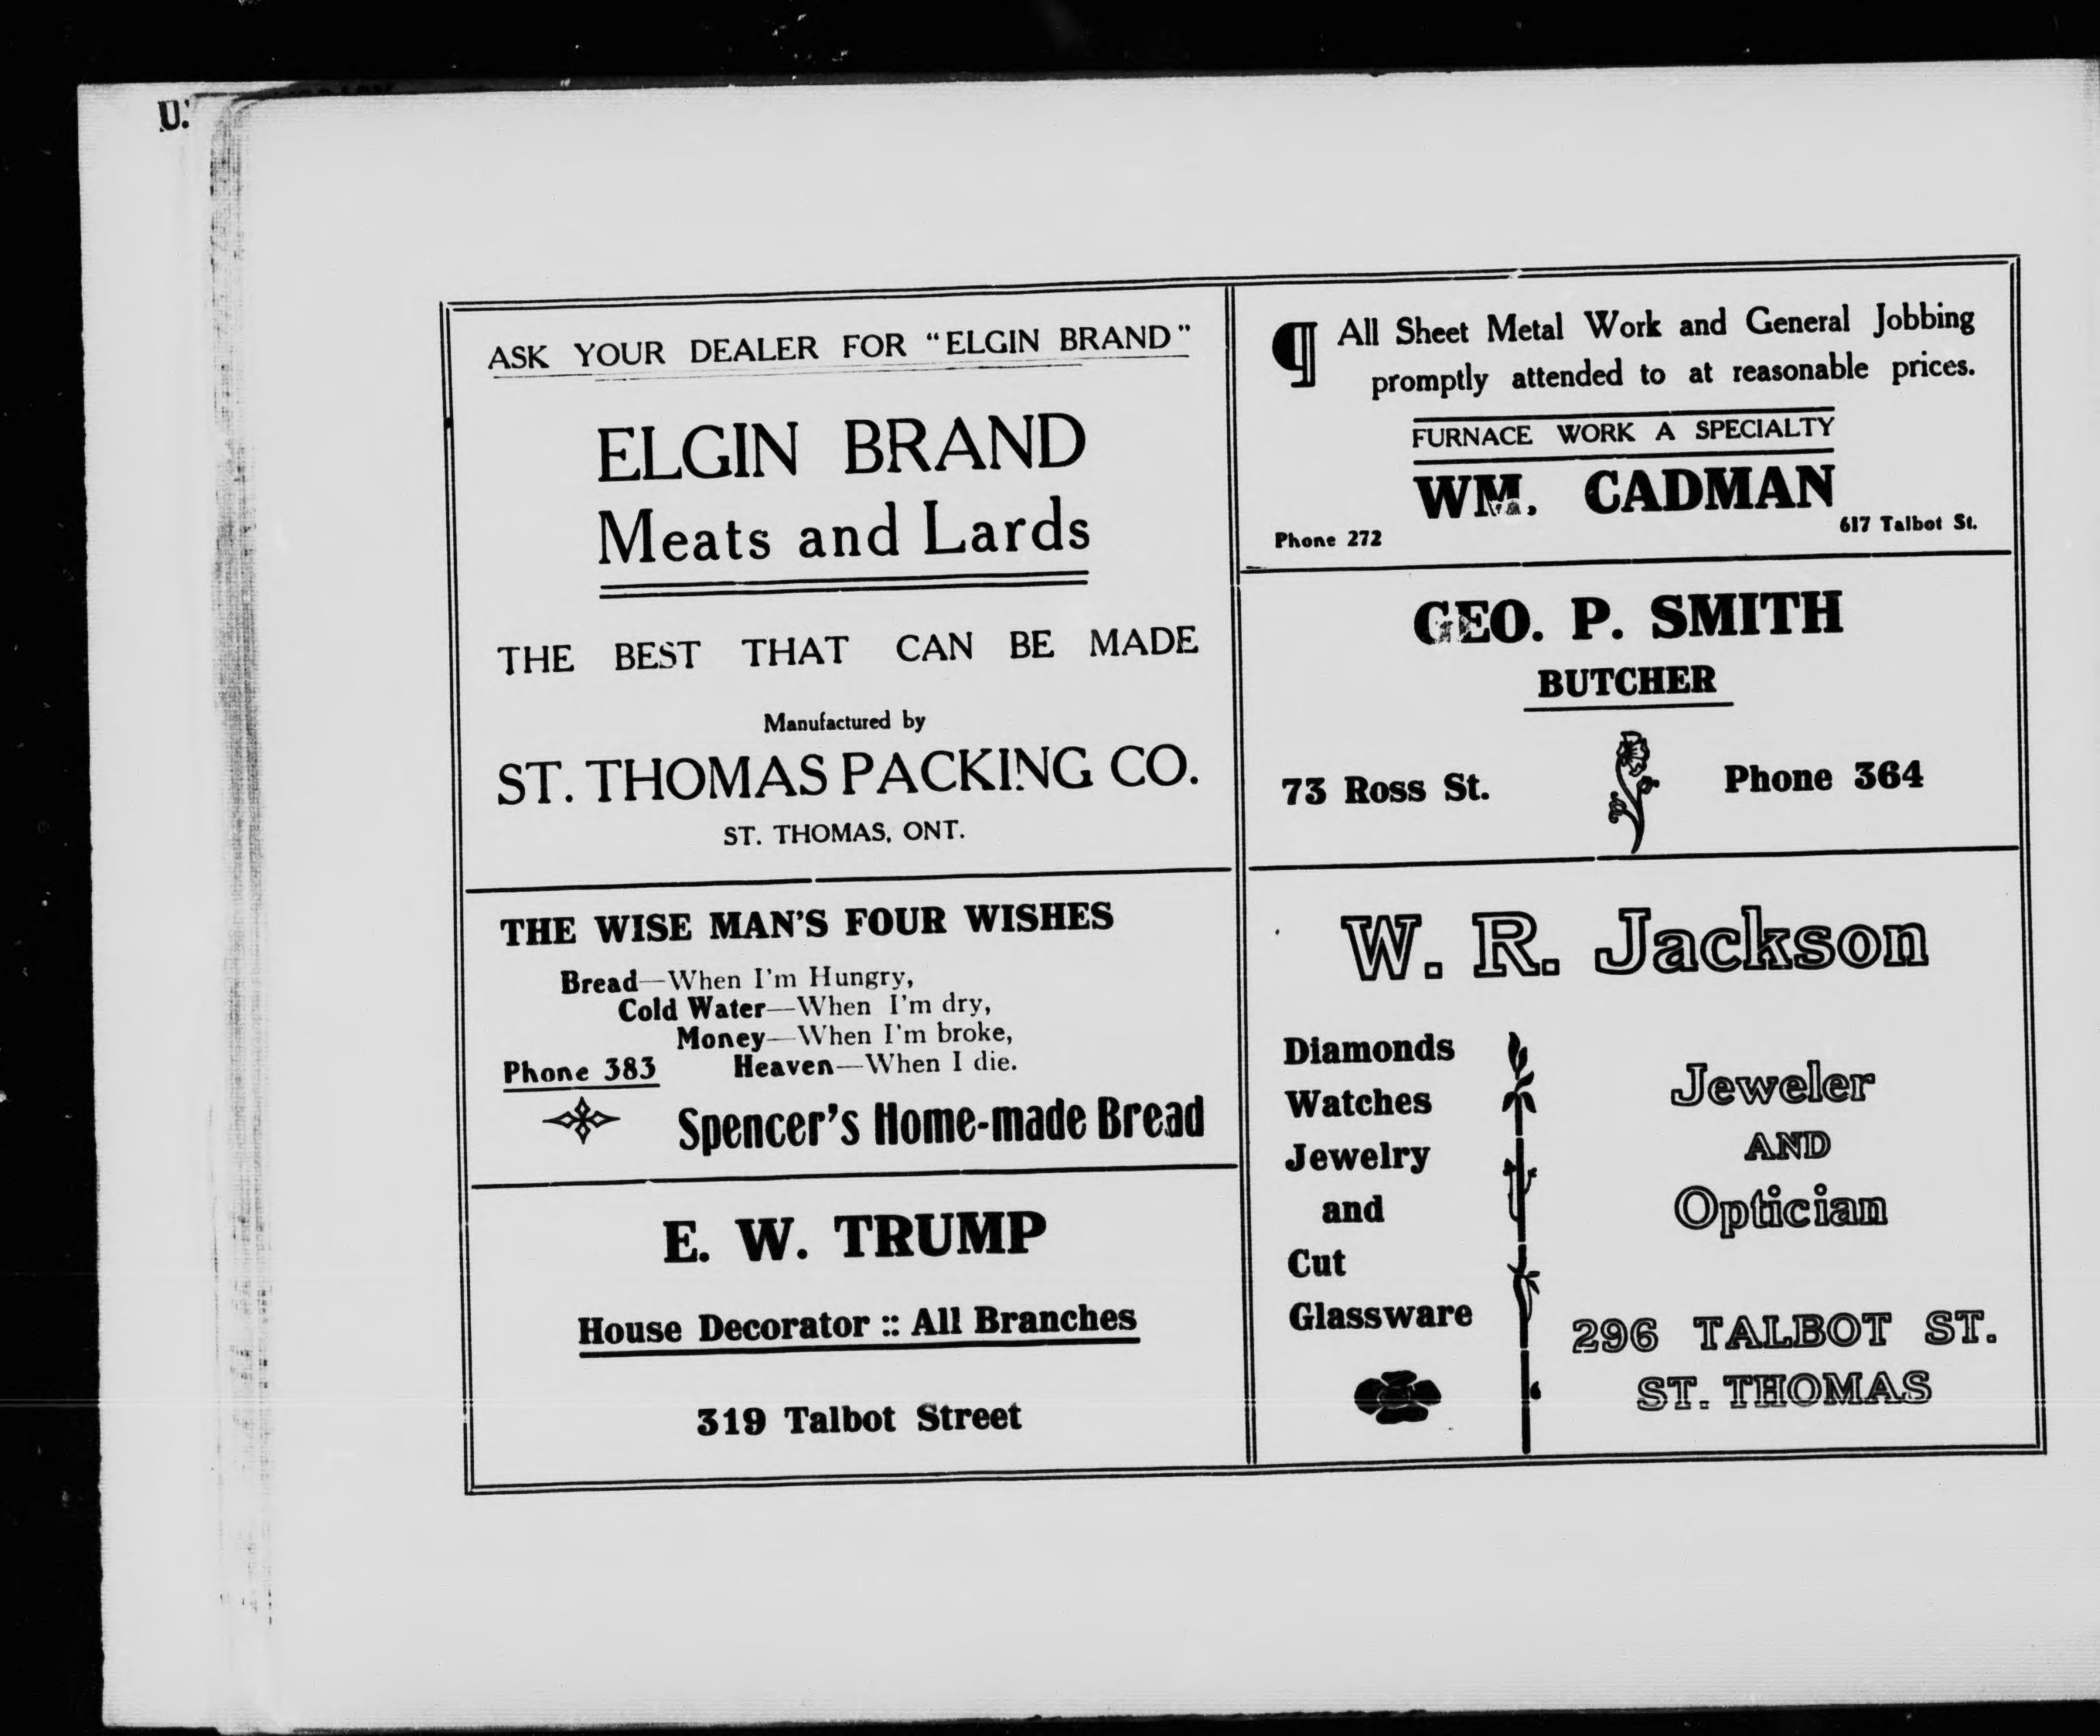 U.
ASK YOUR DEALER FOR "ELGIN BRAND"
ELGIN BRAND
Meats and Lards
THE BEST THAT CAN BE MADE
Manufactured by
ST. THOMAS PACKING CO.
ST. THOMAS, ONT.
THE WISE MAN'S FOUR WISHES
Bread—When I'm Hungry,
Cold Water—When I'm dry,
Money—When I'm broke,
Phone 383 Heaven—When I die.
Spencer's Home-made Bread
E. W. TRUMP
House Decorator :: All Branches
319 Talbot Street
¶ All Sheet Metal Work and General Jobbing
promptly attended to at reasonable prices.
FURNACE WORK A SPECIALTY
WM. CADMAN
Phone 272 617 Talbot St.
GEO. P. SMITH
BUTCHER
73 Ross St. Phone 364
W. R. Jackson
Diamonds
Watches
Jewelry
and
Cut
Glassware
Jeweler
AND
Optician
296 TALBOT ST.
ST. THOMAS